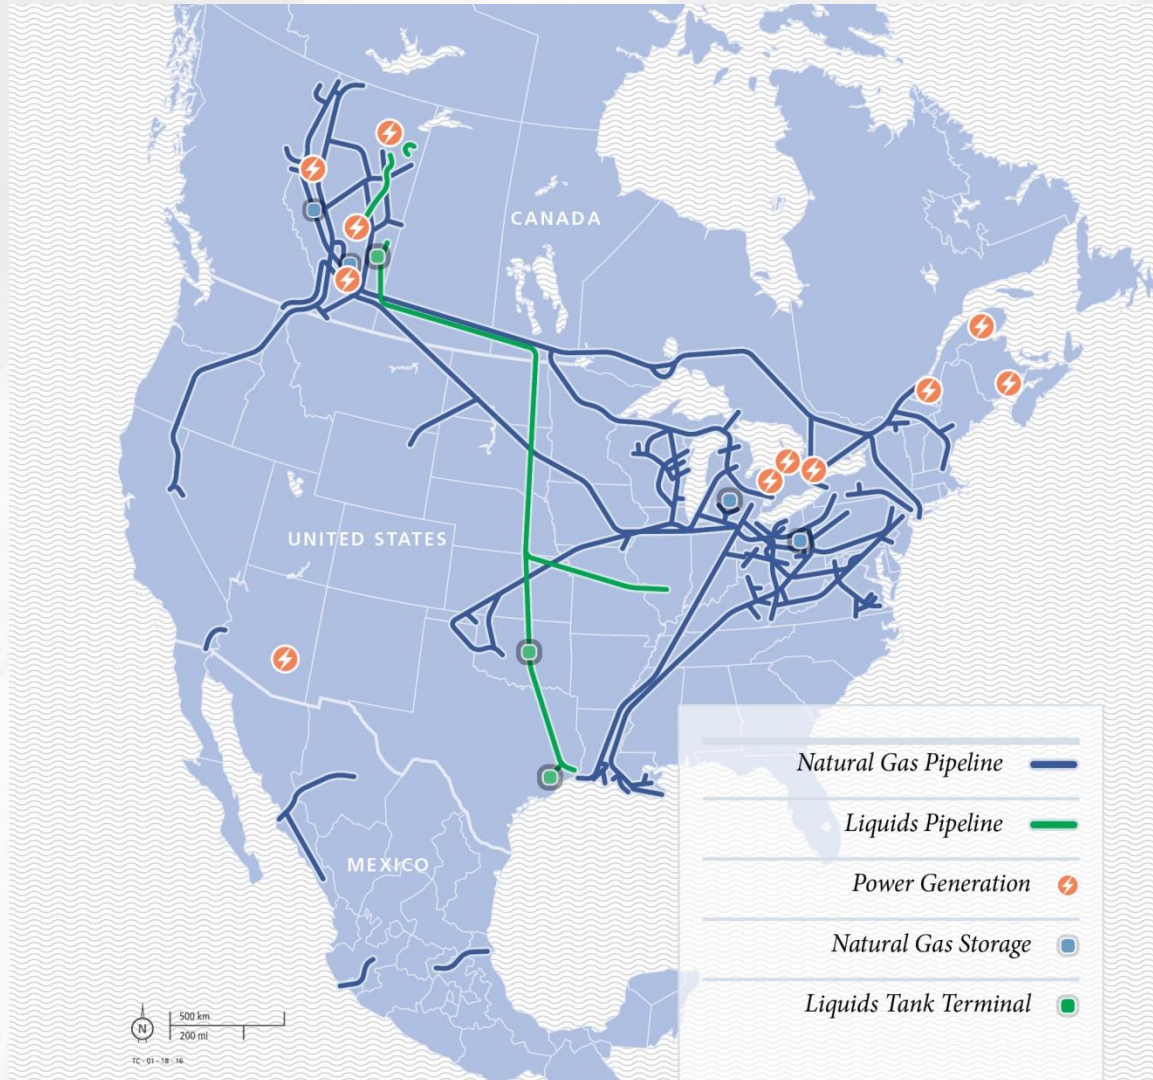 CANADA
UNITED STATES
MEXICO
Natural Gas Pipeline
Liquids Pipeline
Power Generation
Natural Gas Storage
Liquids Tank Terminal
500 km
N
200 mi
TC - 01 - 18 - 16